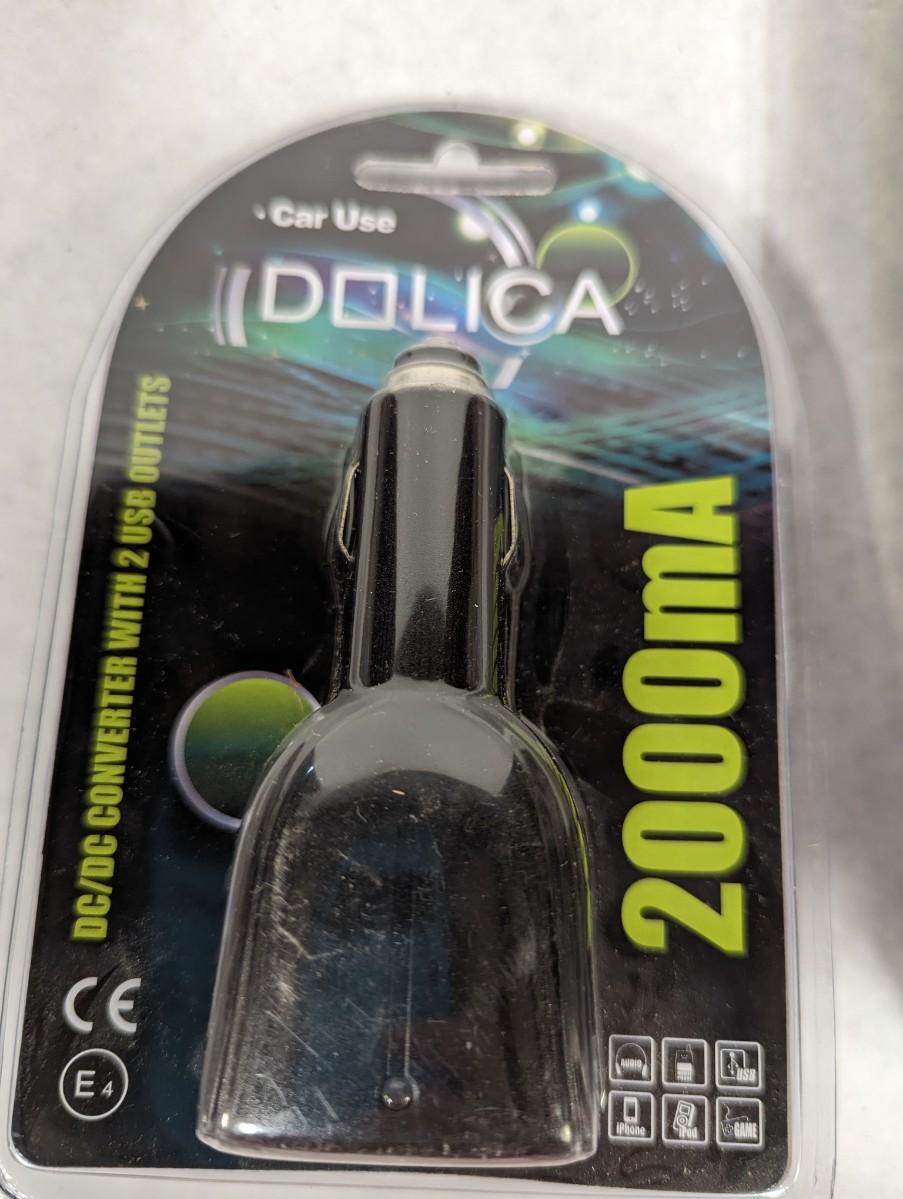 Car Use
DOLICA
DC/DC CONVERTER WITH 2 USB OUTLETS
2000mA
CE
E4
AUDIO
USB
iPhone
iPod
GAME